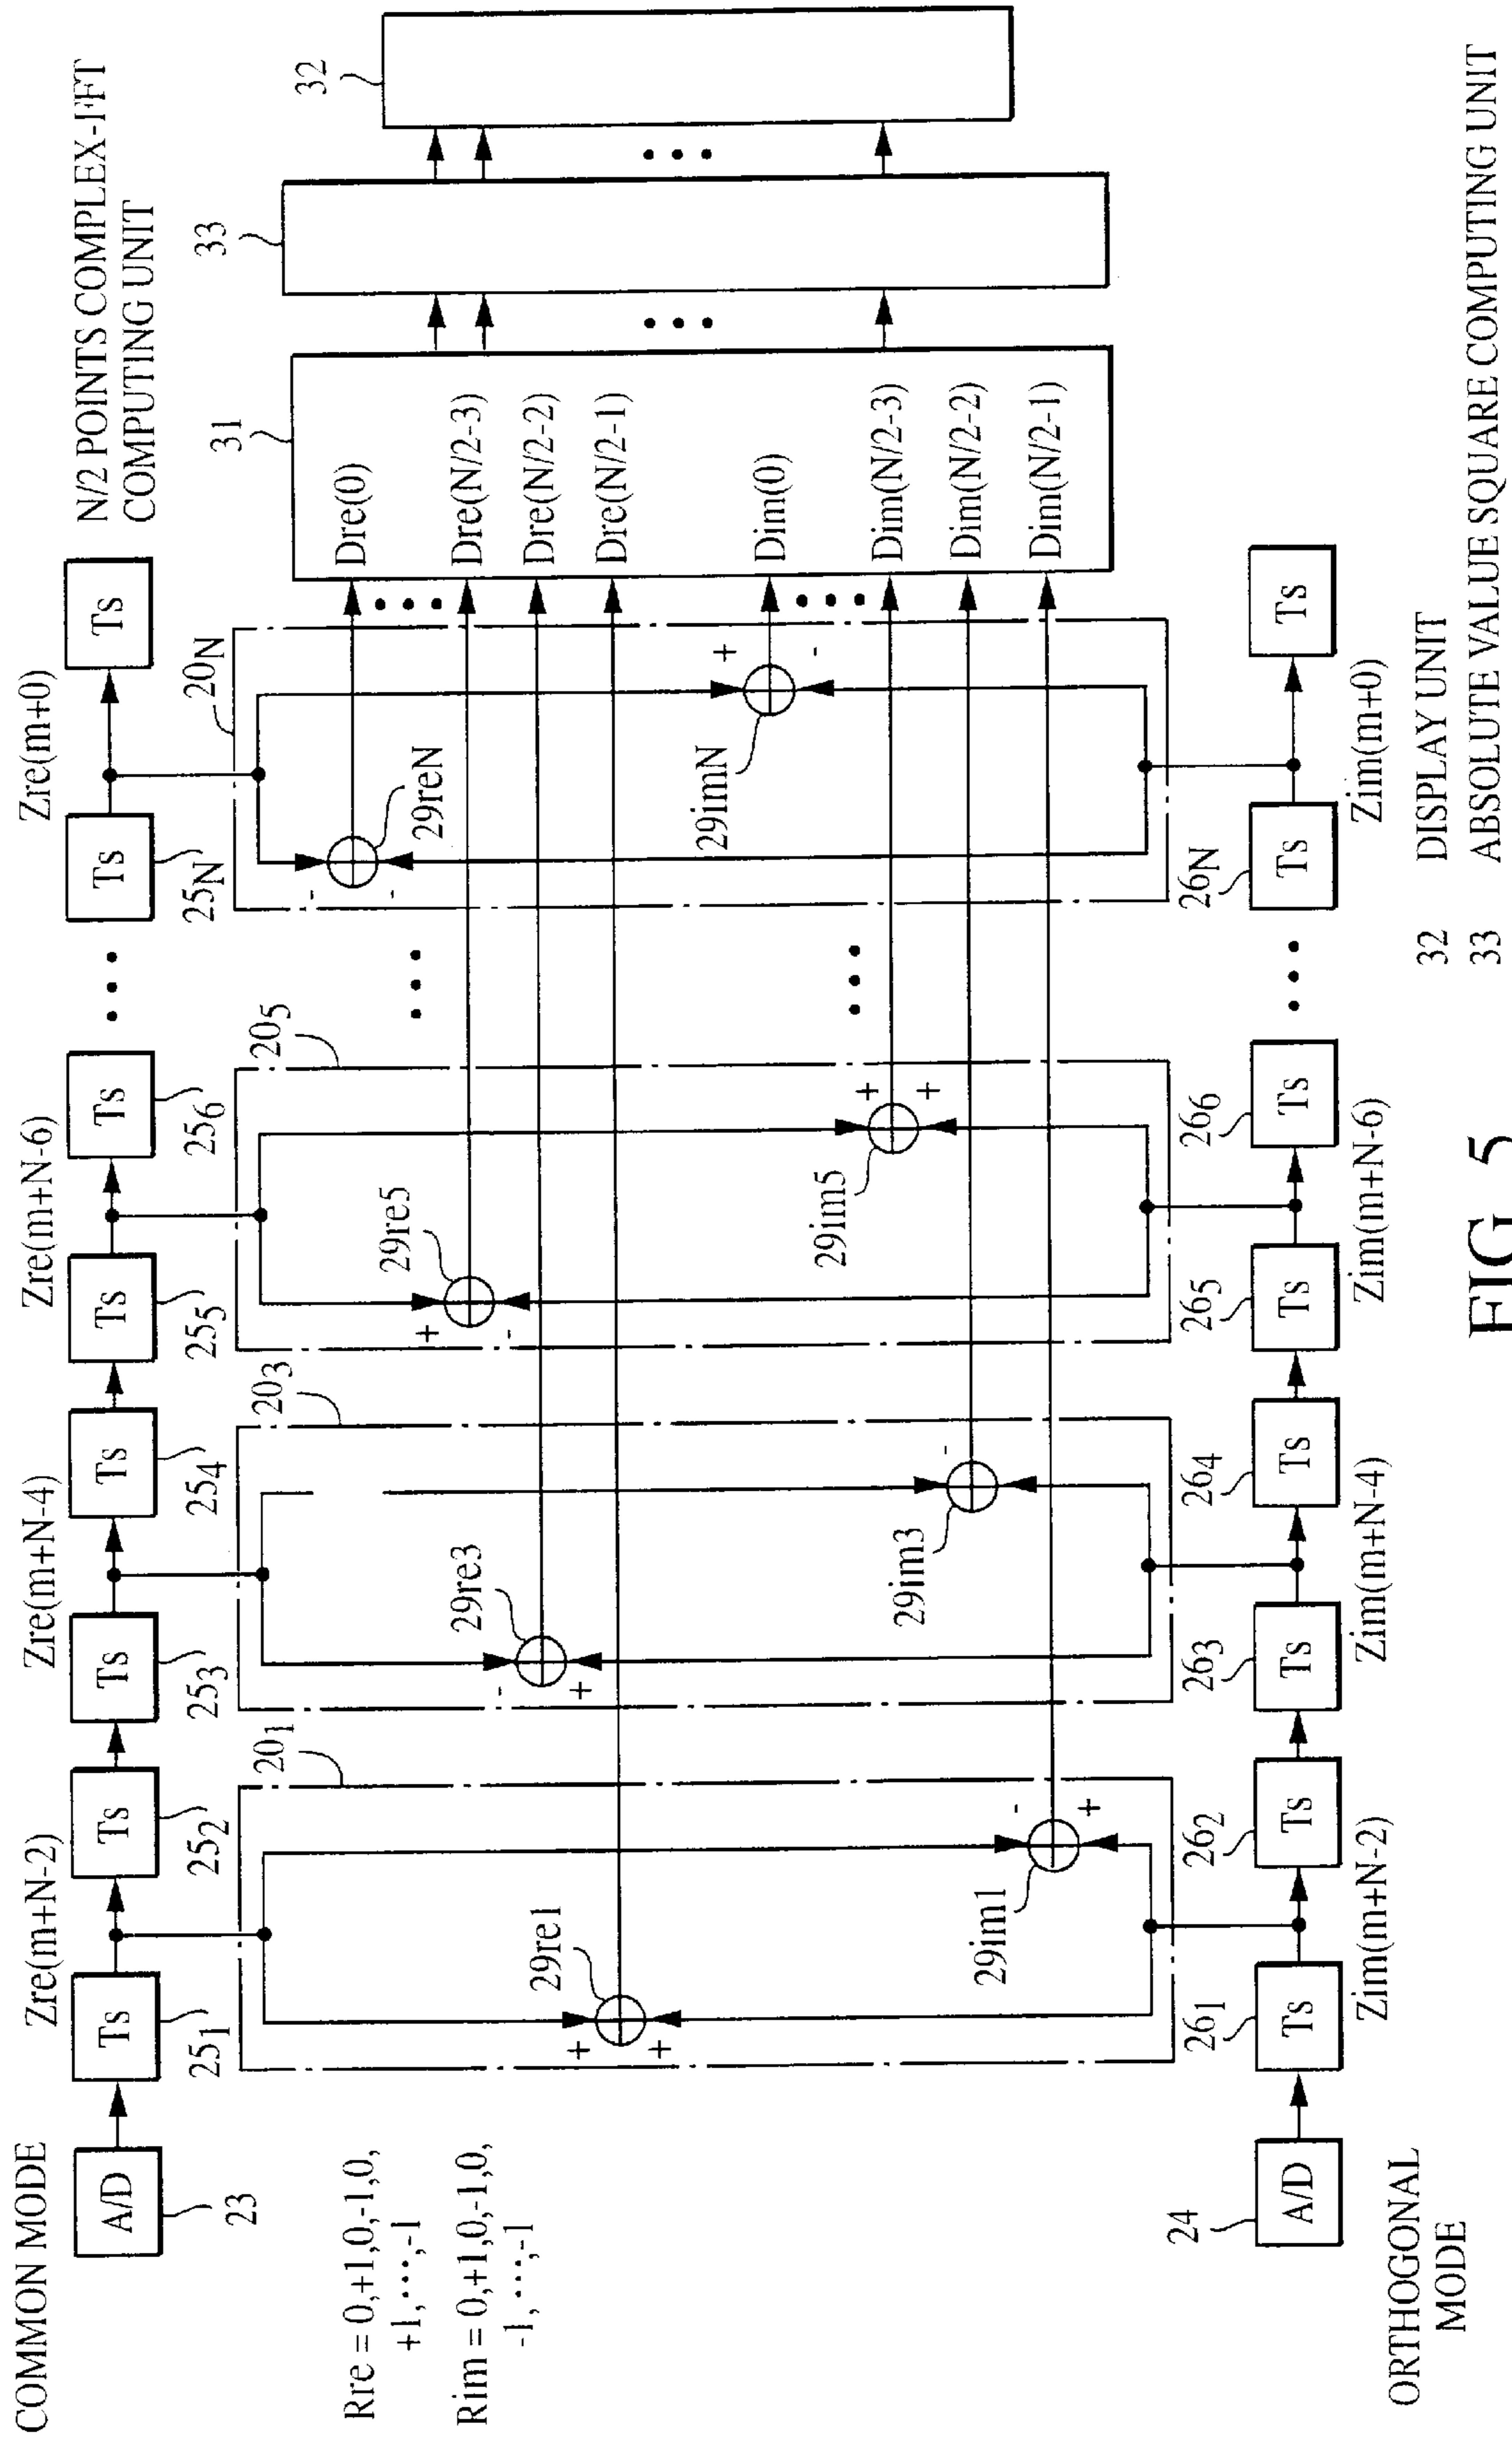 COMMON MODE
Zre(m+N-2)
Zre(m+N-4)
Zre(m+N-6)
Zre(m+0)
N/2 POINTS COMPLEX-FFT
COMPUTING UNIT
A/D
Ts
Ts
Ts
Ts
Ts
Ts
Ts
Ts
23
25₁
25₂
25₃
25₄
25₅
25₆
25N
20₁
20₃
20₅
20N
31
33
32
Rre = 0,+1,0,-1,0,
+1,···,-1
Rim = 0,+1,0,-1,0,
-1,···,-1
29re1
+
+
29re3
-
+
29re5
+
-
29reN
-
-
29im1
-
+
29im3
-
29im5
+
+
29imN
+
-
Dre(0)
Dre(N/2-3)
Dre(N/2-2)
Dre(N/2-1)
Dim(0)
Dim(N/2-3)
Dim(N/2-2)
Dim(N/2-1)
24
26₁
26₂
26₃
26₄
26₅
26₆
26N
A/D
Ts
Ts
Ts
Ts
Ts
Ts
Ts
Ts
ORTHOGONAL
MODE
Zim(m+N-2)
Zim(m+N-4)
Zim(m+N-6)
Zim(m+0)
32 DISPLAY UNIT
33 ABSOLUTE VALUE SQUARE COMPUTING UNIT
FIG. 5